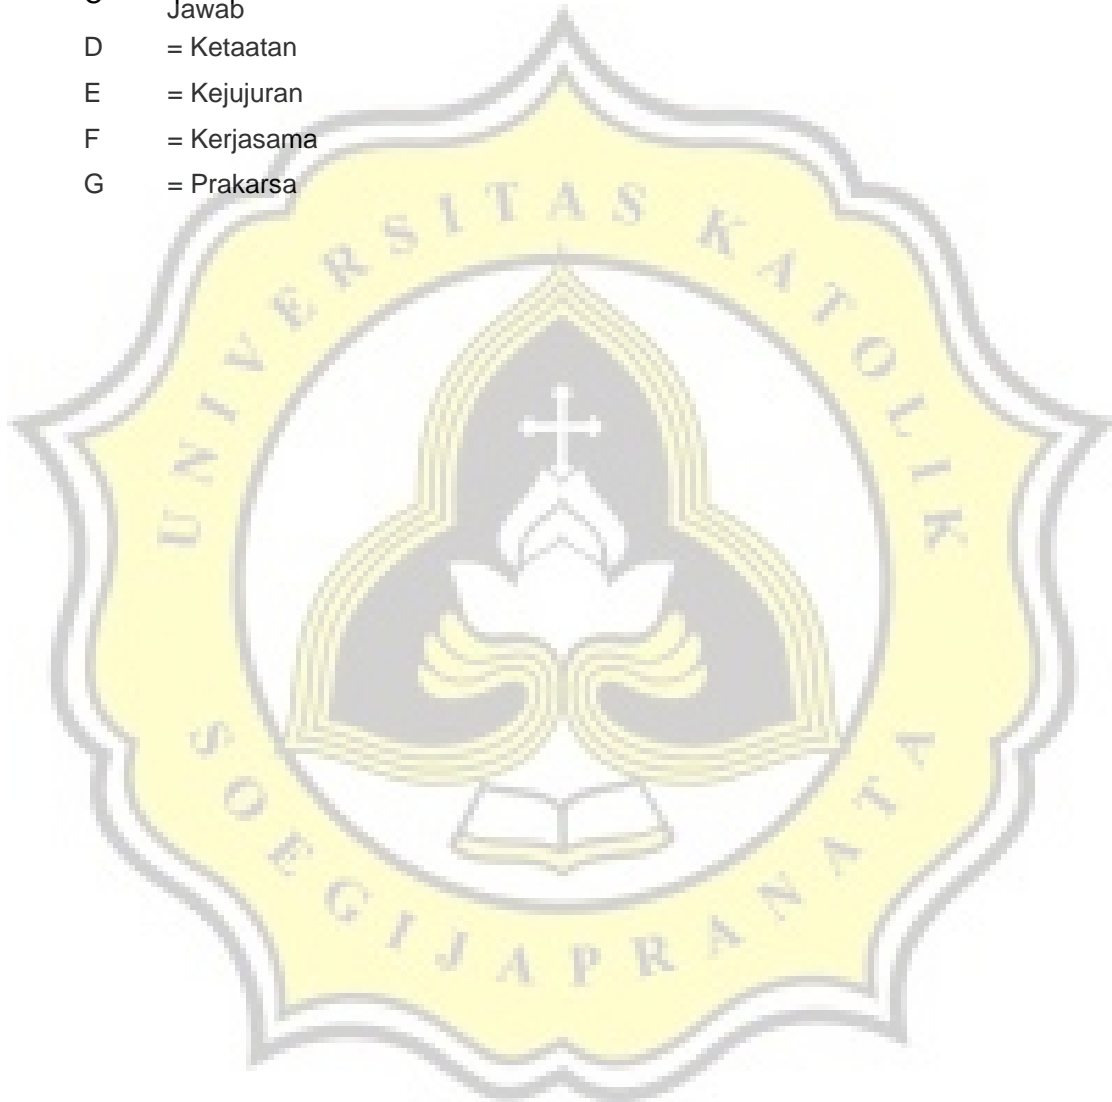 Jawab
D = Ketaatan
E = Kejujuran
F = Kerjasama
G = Prakarsa
UNIVERSITAS KATOLIK
SOEGIJAPRANATA